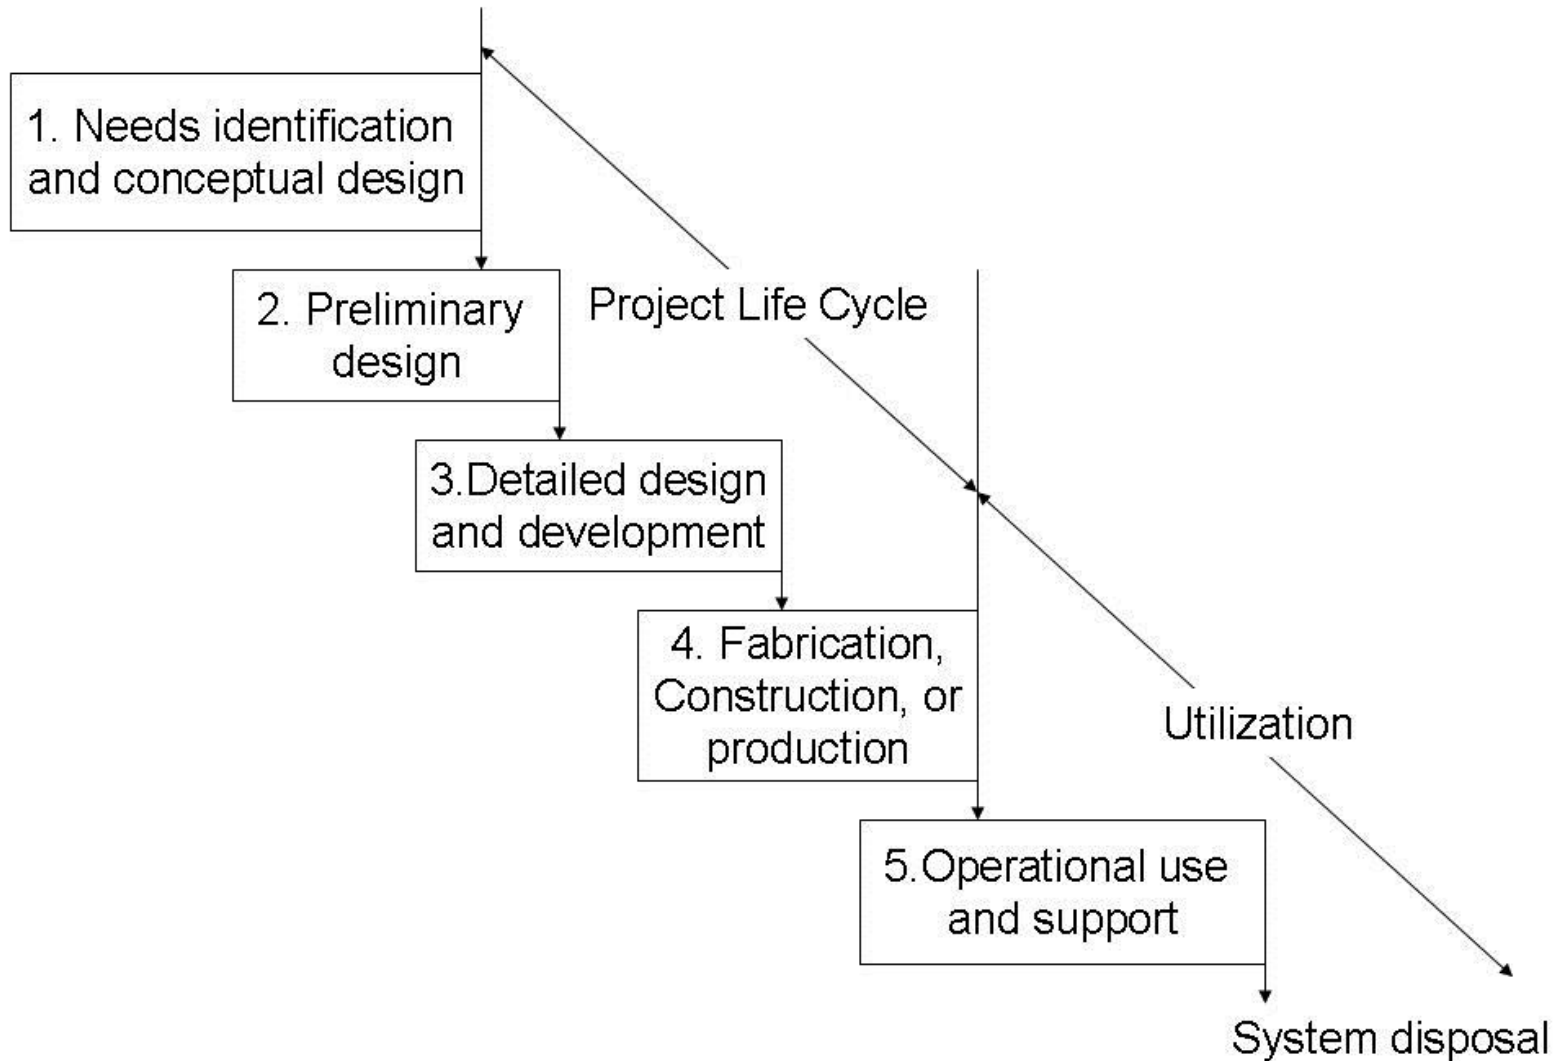 1. Needs identification
and conceptual design
2. Preliminary
design
Project Life Cycle
3.Detailed design
and development
4. Fabrication,
Construction, or
production
Utilization
5.Operational use
and support
System disposal